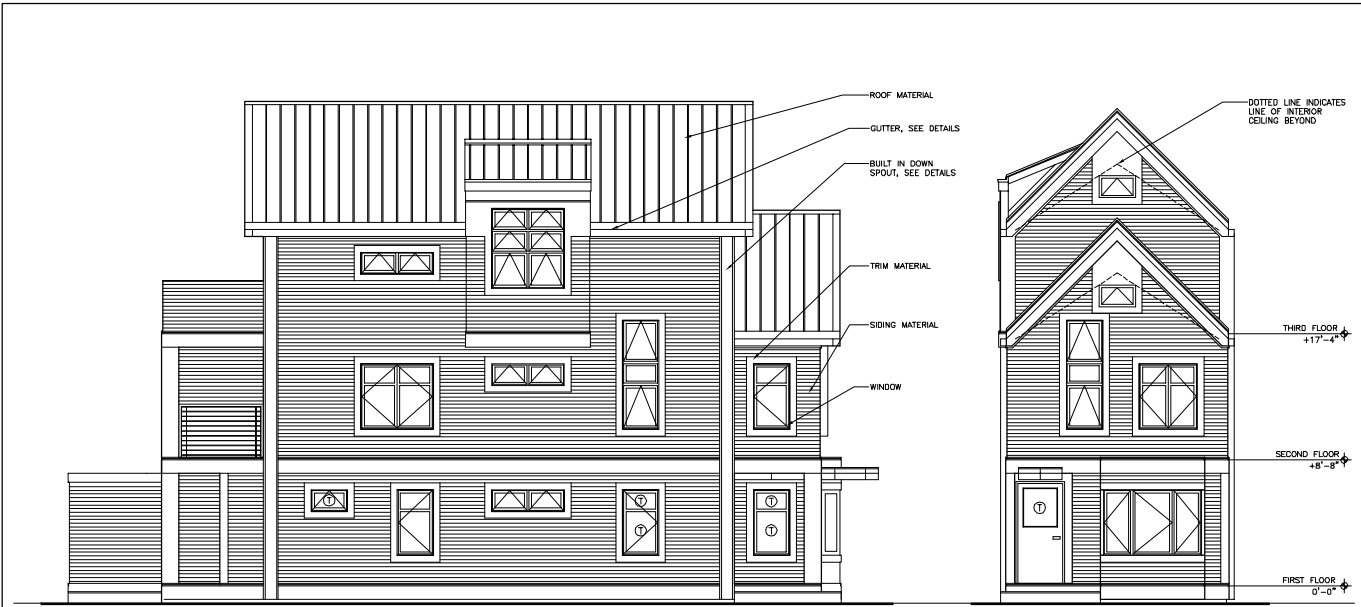 ROOF MATERIAL
GUTTER, SEE DETAILS
BUILT IN DOWN
SPOUT, SEE DETAILS
TRIM MATERIAL
SIDING MATERIAL
WINDOW
T
T
T
T
T
DOTTED LINE INDICATES
LINE OF INTERIOR
CEILING BEYOND
THIRD FLOOR
+17'-4"
SECOND FLOOR
+8'-8"
T
FIRST FLOOR
0'-0"